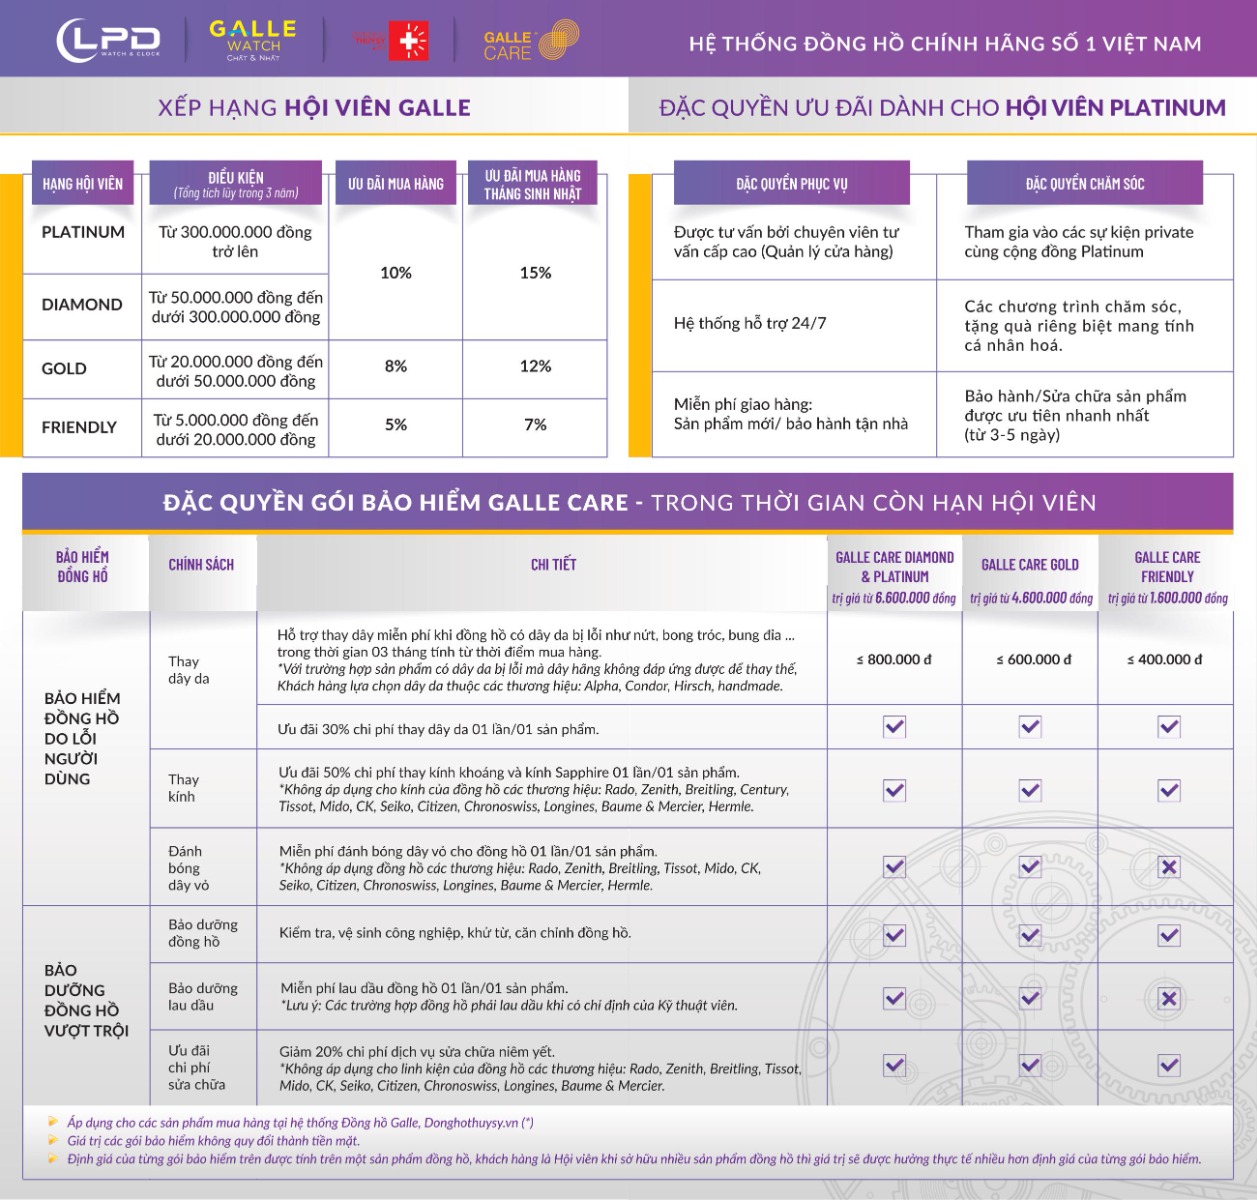 LPD
WATCH & CLOCK
GALLE
WATCH
CHẤT & NHẤT
GALLE
CARE
HỆ THỐNG ĐỒNG HỒ CHÍNH HÃNG SỐ 1 VIỆT NAM
XẾP HẠNG HỘI VIÊN GALLE
ĐẶC QUYỀN ƯU ĐÃI DÀNH CHO HỘI VIÊN PLATINUM
HẠNG HỘI VIÊN
ĐIỀU KIỆN
(Tổng tích lũy trong 3 năm)
ƯU ĐÃI MUA HÀNG
ƯU ĐÃI MUA HÀNG
THÁNG SINH NHẬT
PLATINUM
Từ 300.000.000 đồng
trở lên
10%
15%
DIAMOND
Từ 50.000.000 đồng đến
dưới 300.000.000 đồng
GOLD
Từ 20.000.000 đồng đến
dưới 50.000.000 đồng
8%
12%
FRIENDLY
Từ 5.000.000 đồng đến
dưới 20.000.000 đồng
5%
7%
ĐẶC QUYỀN PHỤC VỤ
ĐẶC QUYỀN CHĂM SÓC
Được tư vấn bởi chuyên viên tư
vấn cấp cao (Quản lý cửa hàng)
Tham gia vào các sự kiện private
cùng cộng đồng Platinum
Hệ thống hỗ trợ 24/7
Các chương trình chăm sóc,
tặng quà riêng biệt mang tính
cá nhân hoá.
Miễn phí giao hàng:
Sản phẩm mới/ bảo hành tận nhà
Bảo hành/Sửa chữa sản phẩm
được ưu tiên nhanh nhất
(từ 3-5 ngày)
ĐẶC QUYỀN GÓI BẢO HIỂM GALLE CARE - TRONG THỜI GIAN CÒN HẠN HỘI VIÊN
BẢO HIỂM
ĐỒNG HỒ
CHÍNH SÁCH
CHI TIẾT
GALLE CARE DIAMOND
& PLATINUM
trị giá từ 6.600.000 đồng
GALLE CARE GOLD
trị giá từ 4.600.000 đồng
GALLE CARE
FRIENDLY
trị giá từ 1.600.000 đồng
BẢO HIỂM
ĐỒNG HỒ
DO LỖI
NGƯỜI
DÙNG
Thay
dây da
Hỗ trợ thay dây miễn phí khi đồng hồ có dây da bị lỗi như nứt, bong tróc, bung đỉa ...
trong thời gian 03 tháng tính từ thời điểm mua hàng.
*Với trường hợp sản phẩm có dây da bị lỗi mà dây hãng không đáp ứng được để thay thế,
Khách hàng lựa chọn dây da thuộc các thương hiệu: Alpha, Condor, Hirsch, handmade.
≤ 800.000 đ
≤ 600.000 đ
≤ 400.000 đ
Ưu đãi 30% chi phí thay dây da 01 lần/01 sản phẩm.
Thay
kính
Ưu đãi 50% chi phí thay kính khoáng và kính Sapphire 01 lần/01 sản phẩm.
*Không áp dụng cho kính của đồng hồ các thương hiệu: Rado, Zenith, Breitling, Century,
Tissot, Mido, CK, Seiko, Citizen, Chronoswiss, Longines, Baume & Mercier, Hermle.
Đánh
bóng
dây vỏ
Miễn phí đánh bóng dây vỏ cho đồng hồ 01 lần/01 sản phẩm.
*Không áp dụng đồng hồ các thương hiệu: Rado, Zenith, Breitling, Tissot, Mido, CK,
Seiko, Citizen, Chronoswiss, Longines, Baume & Mercier, Hermle.
BẢO
DƯỠNG
ĐỒNG HỒ
VƯỢT TRỘI
Bảo dưỡng
đồng hồ
Kiểm tra, vệ sinh công nghiệp, khử từ, căn chỉnh đồng hồ.
Bảo dưỡng
lau dầu
Miễn phí lau dầu đồng hồ 01 lần/01 sản phẩm.
*Lưu ý: Các trường hợp đồng hồ phải lau dầu khi có chỉ định của Kỹ thuật viên.
Ưu đãi
chi phí
sửa chữa
Giảm 20% chi phí dịch vụ sửa chữa niêm yết.
*Không áp dụng cho linh kiện của đồng hồ các thương hiệu: Rado, Zenith, Breitling, Tissot,
Mido, CK, Seiko, Citizen, Chronoswiss, Longines, Baume & Mercier.
Áp dụng cho các sản phẩm mua hàng tại hệ thống Đồng hồ Galle, Donghothuysy.vn (*)
Giá trị các gói bảo hiểm không quy đổi thành tiền mặt.
Định giá của từng gói bảo hiểm trên được tính trên một sản phẩm đồng hồ, khách hàng là Hội viên khi sở hữu nhiều sản phẩm đồng hồ thì giá trị sẽ được hưởng thực tế nhiều hơn định giá của từng gói bảo hiểm.